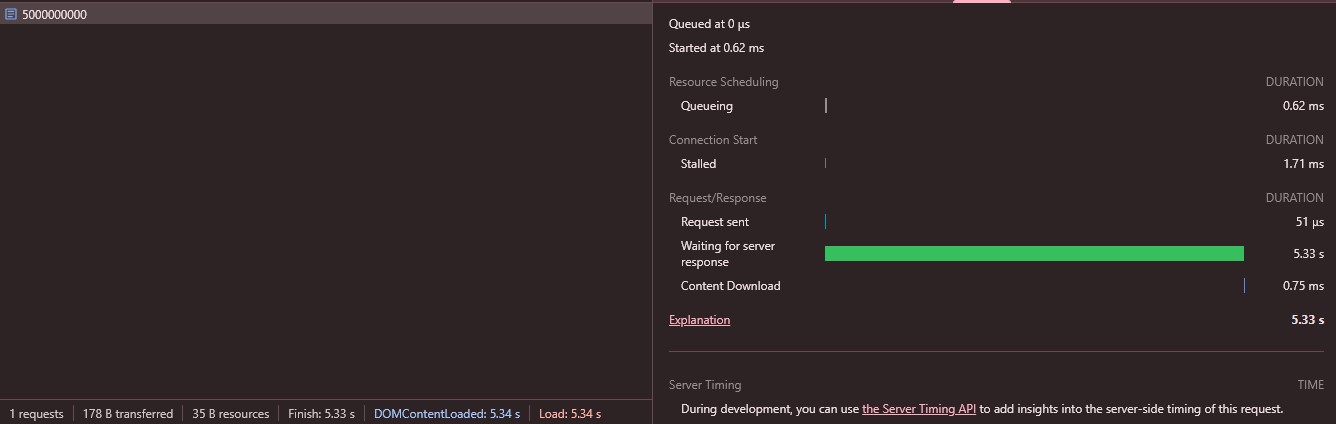 5000000000
Queued at 0 μs
Started at 0.62 ms
Resource Scheduling DURATION
Queueing 0.62 ms
Connection Start DURATION
Stalled 1.71 ms
Request/Response DURATION
Request sent 51 μs
Waiting for server
response 5.33 s
Content Download 0.75 ms
Explanation 5.33 s
Server Timing TIME
During development, you can use the Server Timing API to add insights into the server-side timing of this request.
1 requests 178 B transferred 35 B resources Finish: 5.33 s DOMContentLoaded: 5.34 s Load: 5.34 s